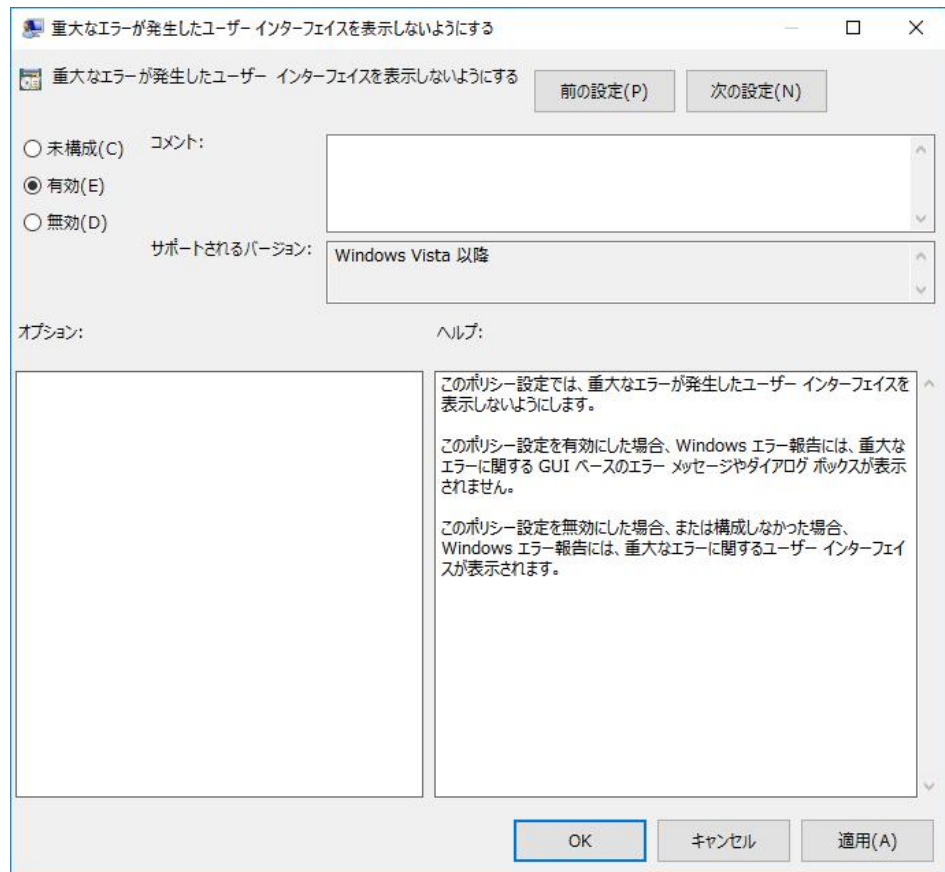 重大なエラーが発生したユーザー インターフェイスを表示しないようにする
重大なエラーが発生したユーザー インターフェイスを表示しないようにする
前の設定(P)
次の設定(N)
未構成(C)
有効(E)
無効(D)
コメント:
サポートされるバージョン:
Windows Vista 以降
オプション:
ヘルプ:
このポリシー設定では、重大なエラーが発生したユーザー インターフェイスを
表示しないようにします。
このポリシー設定を有効にした場合、Windows エラー報告には、重大な
エラーに関する GUI ベースのエラー メッセージやダイアログ ボックスが表示
されません。
このポリシー設定を無効にした場合、または構成しなかった場合、
Windows エラー報告には、重大なエラーに関するユーザー インターフェイ
スが表示されます。
OK
キャンセル
適用(A)